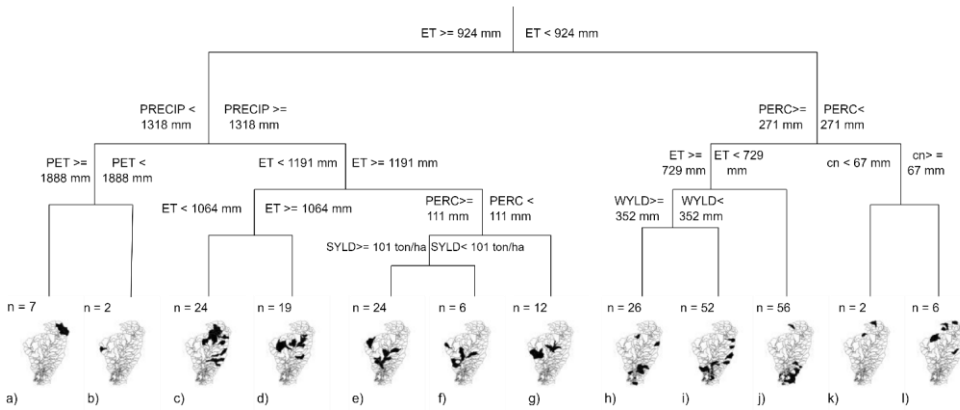 ET >= 924 mm ET < 924 mm
PRECIP < PRECIP >=
1318 mm 1318 mm
PERC>= PERC<
271 mm 271 mm
PET >= PET <
1888 mm 1888 mm
ET < 1191 mm ET >= 1191 mm
ET >= ET < 729
729 mm mm
cn < 67 mm cn> =
67 mm
ET < 1064 mm ET >= 1064 mm
PERC>= PERC <
111 mm 111 mm
WYLD>= WYLD<
352 mm 352 mm
SYLD>= 101 ton/ha SYLD< 101 ton/ha
n = 7 n = 2 n = 24 n = 19 n = 24 n = 6 n = 12 n = 26 n = 52 n = 56 n = 2 n = 6
a) b) c) d) e) f) g) h) i) j) k) l)